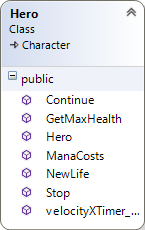 Hero
Class
Character
public
Continue
GetMaxHealth
Hero
ManaCosts
NewLife
Stop
velocityXTimer_...